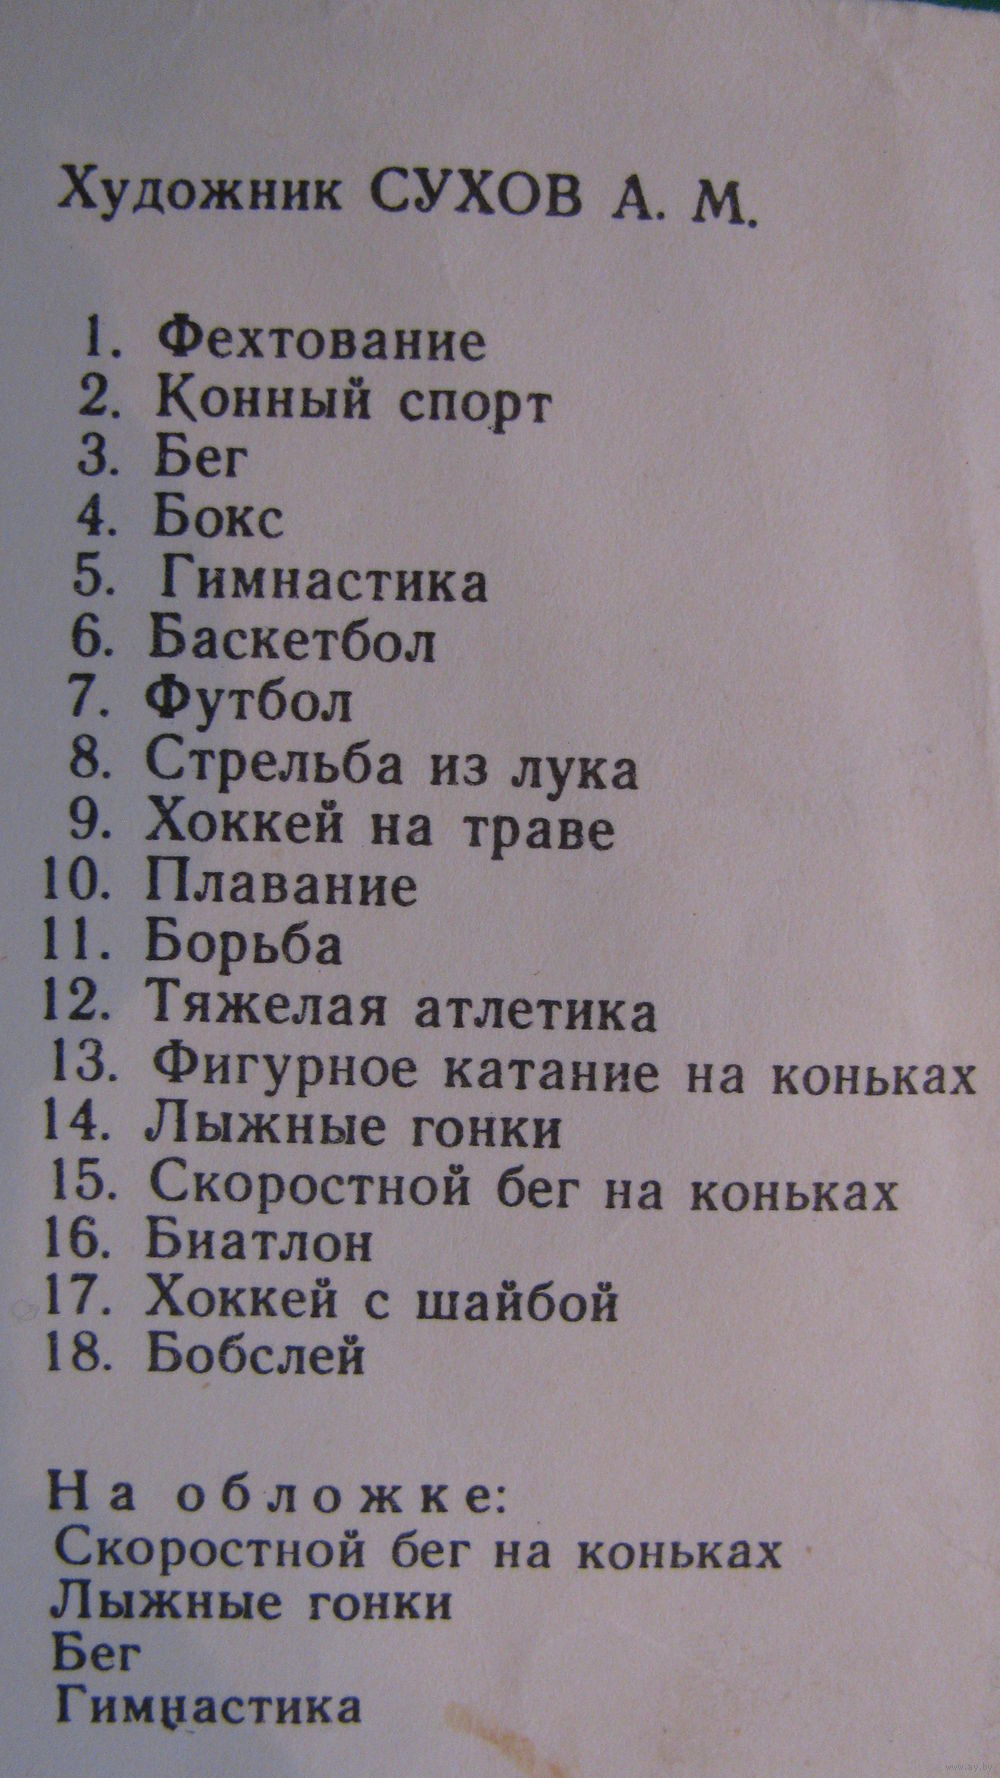 Художник СУХОВ А. М.
1. Фехтование
2. Конный спорт
3. Бег
4. Бокс
5. Гимнастика
6. Баскетбол
7. Футбол
8. Стрельба из лука
9. Хоккей на траве
10. Плавание
11. Борьба
12. Тяжелая атлетика
13. Фигурное катание на коньках
14. Лыжные гонки
15. Скоростной бег на коньках
16. Биатлон
17. Хоккей с шайбой
18. Бобслей
На обложке:
Скоростной бег на коньках
Лыжные гонки
Бег
Гимнастика
www.ay.by